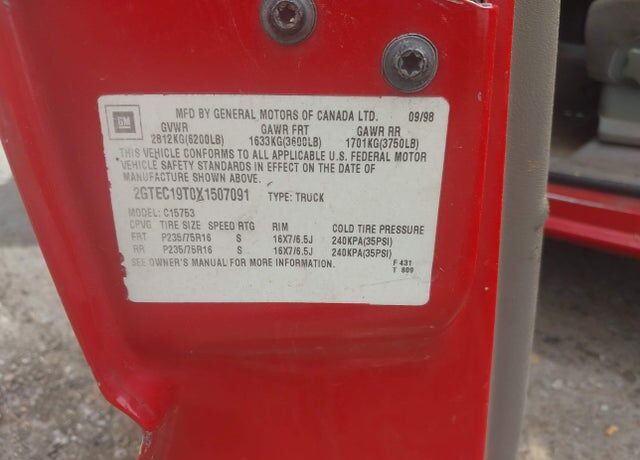 GM
MFD BY GENERAL MOTORS OF CANADA LTD. 09/98
GVWR GAWR FRT GAWR RR
2812KG(6200LB) 1633KG(3600LB) 1701KG(3750LB)
THIS VEHICLE CONFORMS TO ALL APPLICABLE U.S. FEDERAL MOTOR
VEHICLE SAFETY STANDARDS IN EFFECT ON THE DATE OF
MANUFACTURE SHOWN ABOVE.
2GTEC19T0X1507091 TYPE: TRUCK
MODEL: C15753
CPVG TIRE SIZE SPEED RTG RIM COLD TIRE PRESSURE
FRT P235/75R16 S 16X7/6.5J 240KPA(35PSI)
RR P235/75R16 S 16X7/6.5J 240KPA(35PSI)
SEE OWNER'S MANUAL FOR MORE INFORMATION. F 431
T 809